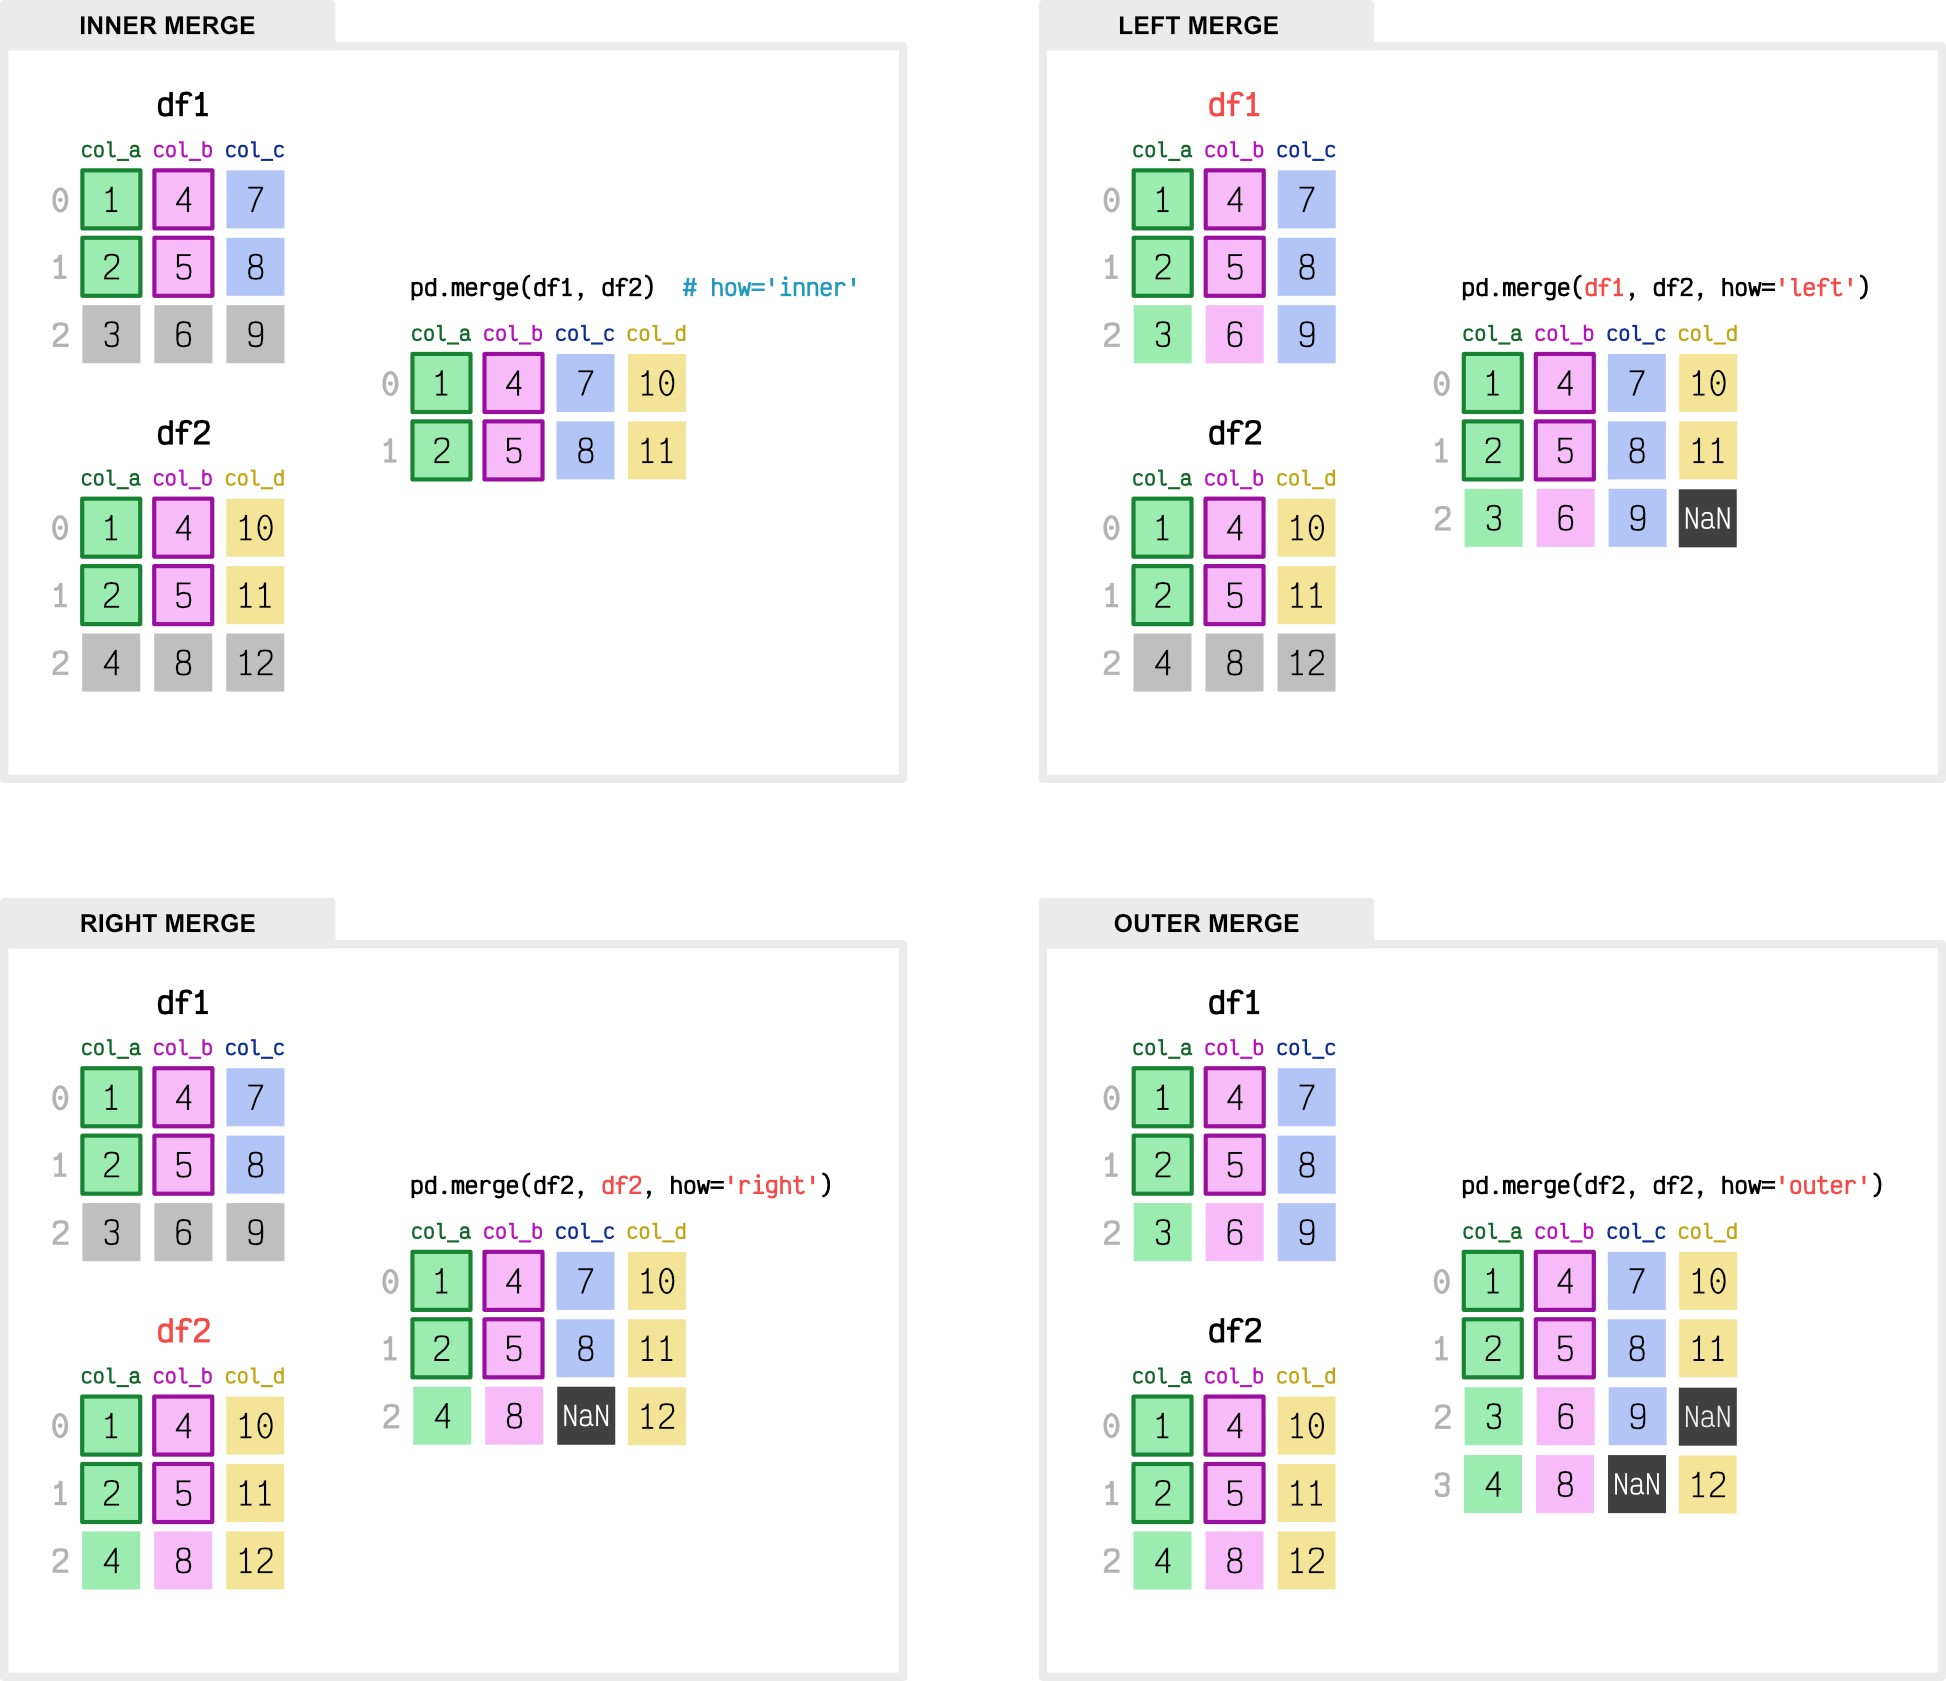 INNER MERGE
df1
col_a col_b col_c
0 1 4 7
1 2 5 8
2 3 6 9
df2
col_a col_b col_d
0 1 4 10
1 2 5 11
2 4 8 12
pd.merge(df1, df2) # how='inner'
col_a col_b col_c col_d
0 1 4 7 10
1 2 5 8 11
LEFT MERGE
df1
col_a col_b col_c
0 1 4 7
1 2 5 8
2 3 6 9
df2
col_a col_b col_d
0 1 4 10
1 2 5 11
2 4 8 12
pd.merge(df1, df2, how='left')
col_a col_b col_c col_d
0 1 4 7 10
1 2 5 8 11
2 3 6 9 NaN
RIGHT MERGE
df1
col_a col_b col_c
0 1 4 7
1 2 5 8
2 3 6 9
df2
col_a col_b col_d
0 1 4 10
1 2 5 11
2 4 8 12
pd.merge(df2, df2, how='right')
col_a col_b col_c col_d
0 1 4 7 10
1 2 5 8 11
2 4 8 NaN 12
OUTER MERGE
df1
col_a col_b col_c
0 1 4 7
1 2 5 8
2 3 6 9
df2
col_a col_b col_d
0 1 4 10
1 2 5 11
2 4 8 12
pd.merge(df2, df2, how='outer')
col_a col_b col_c col_d
0 1 4 7 10
1 2 5 8 11
2 3 6 9 NaN
3 4 8 NaN 12